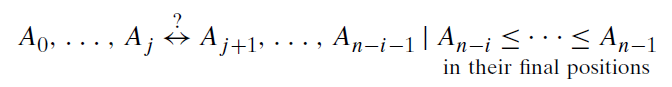 ?
A₀, . . . , Aⱼ ↔ Aⱼ₊₁, . . . , Aₙ₋ᵢ₋₁ | Aₙ₋ᵢ ≤ · · · ≤ Aₙ₋₁
in their final positions